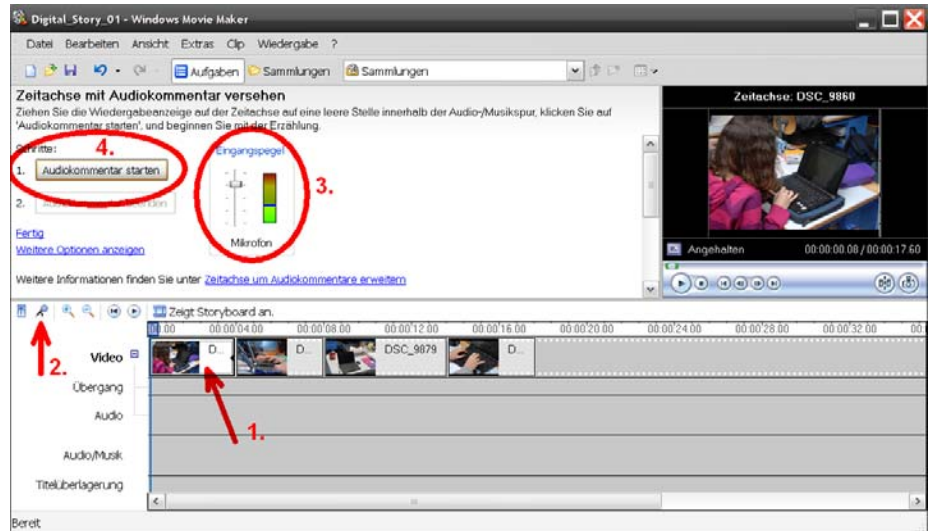 Digital_Story_01 - Windows Movie Maker
Datei Bearbeiten Ansicht Extras Clip Wiedergabe ?
Aufgaben Sammlungen Sammlungen
Zeitachse mit Audiokommentar versehen
Ziehen Sie die Wiedergabeanzeige auf der Zeitachse auf eine leere Stelle innerhalb der Audio-/Musikspur, klicken Sie auf
'Audiokommentar starten', und beginnen Sie mit der Erzählung.
Schritte:
4.
1. Audiokommentar starten
2.
Fertig
Weitere Optionen anzeigen
Eingangspegel
3.
Mikrofon
Weitere Informationen finden Sie unter Zeitachse um Audiokommentare erweitern
Zeitachse: DSC_9860
Angehalten 00:00:00.08 / 00:00:17.60
Zeigt Storyboard an.
00:00:04.00 00:00:08.00 00:00:12.00 00:00:16.00 00:00:20.00 00:00:24.00 00:00:28.00 00:00:32.00
2.
Video D... D... DSC_9879 D...
Übergang
1.
Audio
Audio/Musik
Titelüberlagerung
Bereit